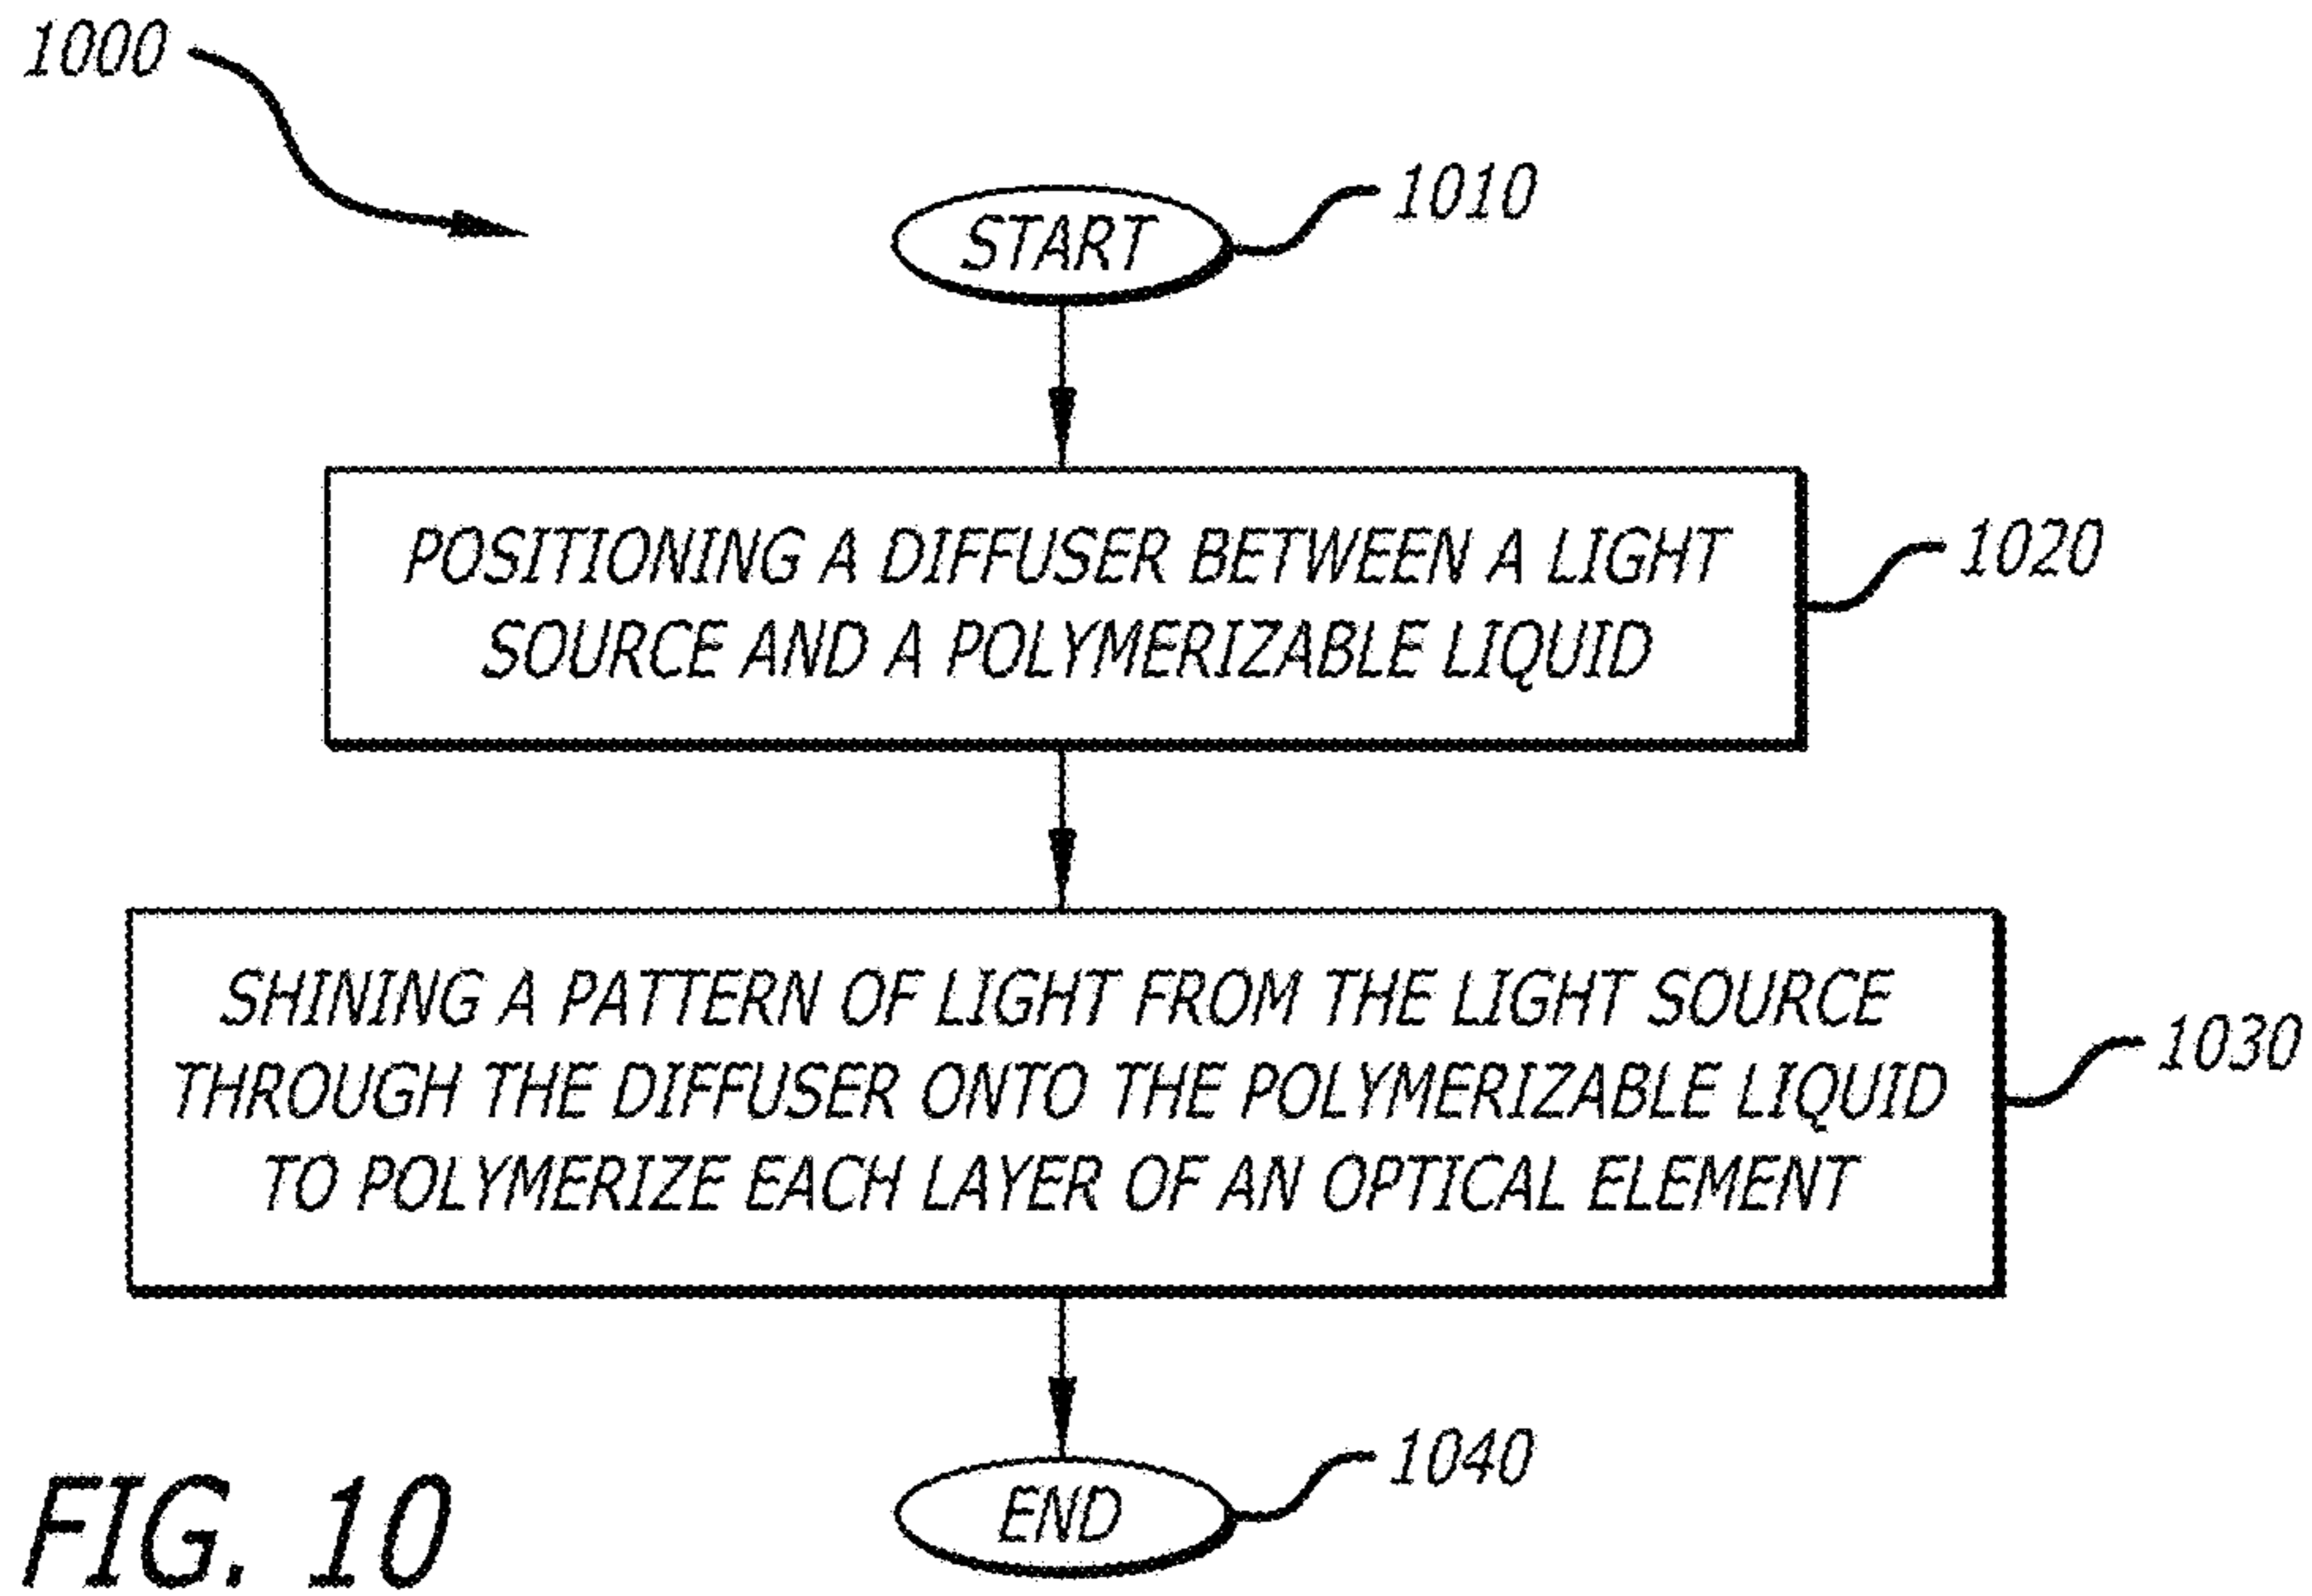 1000
START
1010
POSITIONING A DIFFUSER BETWEEN A LIGHT
SOURCE AND A POLYMERIZABLE LIQUID
1020
SHINING A PATTERN OF LIGHT FROM THE LIGHT SOURCE
THROUGH THE DIFFUSER ONTO THE POLYMERIZABLE LIQUID
TO POLYMERIZE EACH LAYER OF AN OPTICAL ELEMENT
1030
END
1040
FIG. 10